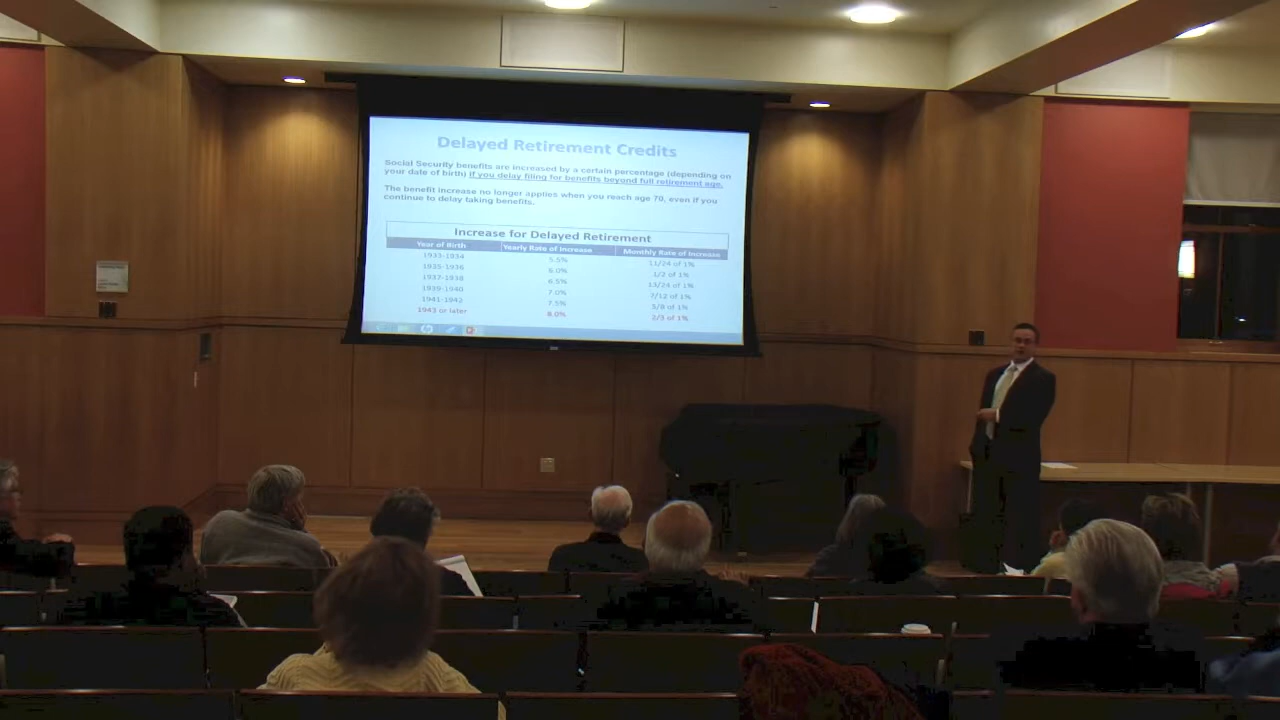 Delayed Retirement Credits
Social Security benefits are increased by a certain percentage (depending on
your date of birth) if you delay filing for benefits beyond full retirement age.
The benefit increase no longer applies when you reach age 70, even if you
continue to delay taking benefits.
Increase for Delayed Retirement
Year of Birth Yearly Rate of Increase Monthly Rate of Increase
1933-1934 5.5% 11/24 of 1%
1935-1936 6.0% 1/2 of 1%
1937-1938 6.5% 13/24 of 1%
1939-1940 7.0% 7/12 of 1%
1941-1942 7.5% 5/8 of 1%
1943 or later 8.0% 2/3 of 1%